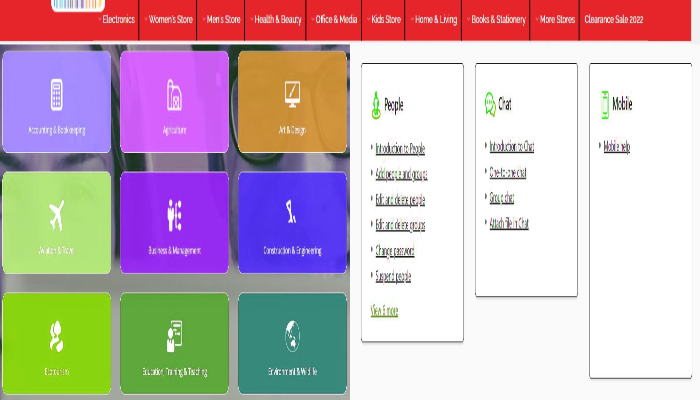 Electronics Women's Store Men's Store Health & Beauty Office & Media Kids Store Home & Living Books & Stationery More Stores Clearance Sale 2022
Accounting & Bookkeeping
Agriculture
Art & Design
Aviation & Travel
Business & Management
Construction & Engineering
Ecotourism
Education, Training & Teaching
Environment & Wildlife
People
Introduction to People
Add people and groups
Edit and delete people
Edit and delete groups
Change password
Suspend people
View 6 more
Chat
Introduction to Chat
One-to-one chat
Group chat
Attach file in Chat
Mobile
Mobile help